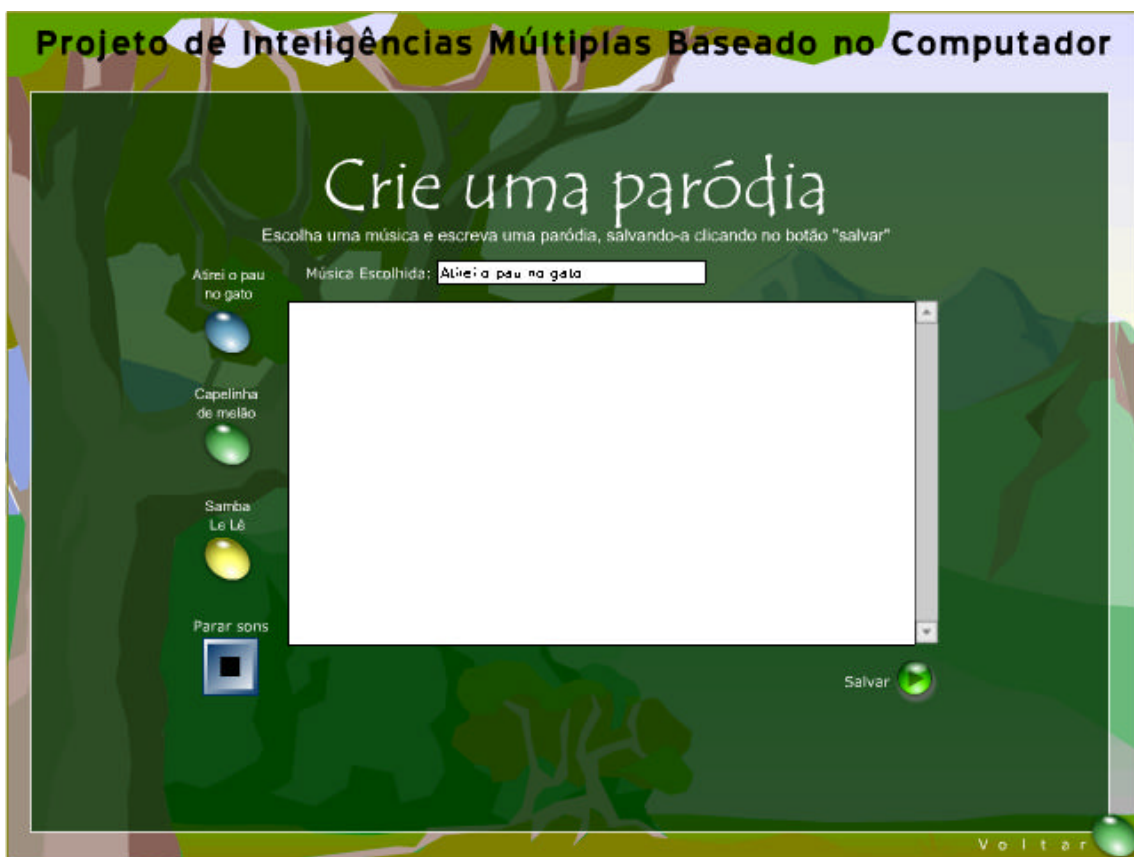 Projeto de Inteligências Múltiplas Baseado no Computador
Crie uma paródia
Escolha uma música e escreva uma paródia, salvando-a clicando no botão "salvar"
Música Escolhida: Atirei o pau no gato
Atirei o pau
no gato
Capelinha
de melão
Samba
Le Lê
Parar sons
Salvar
Voltar